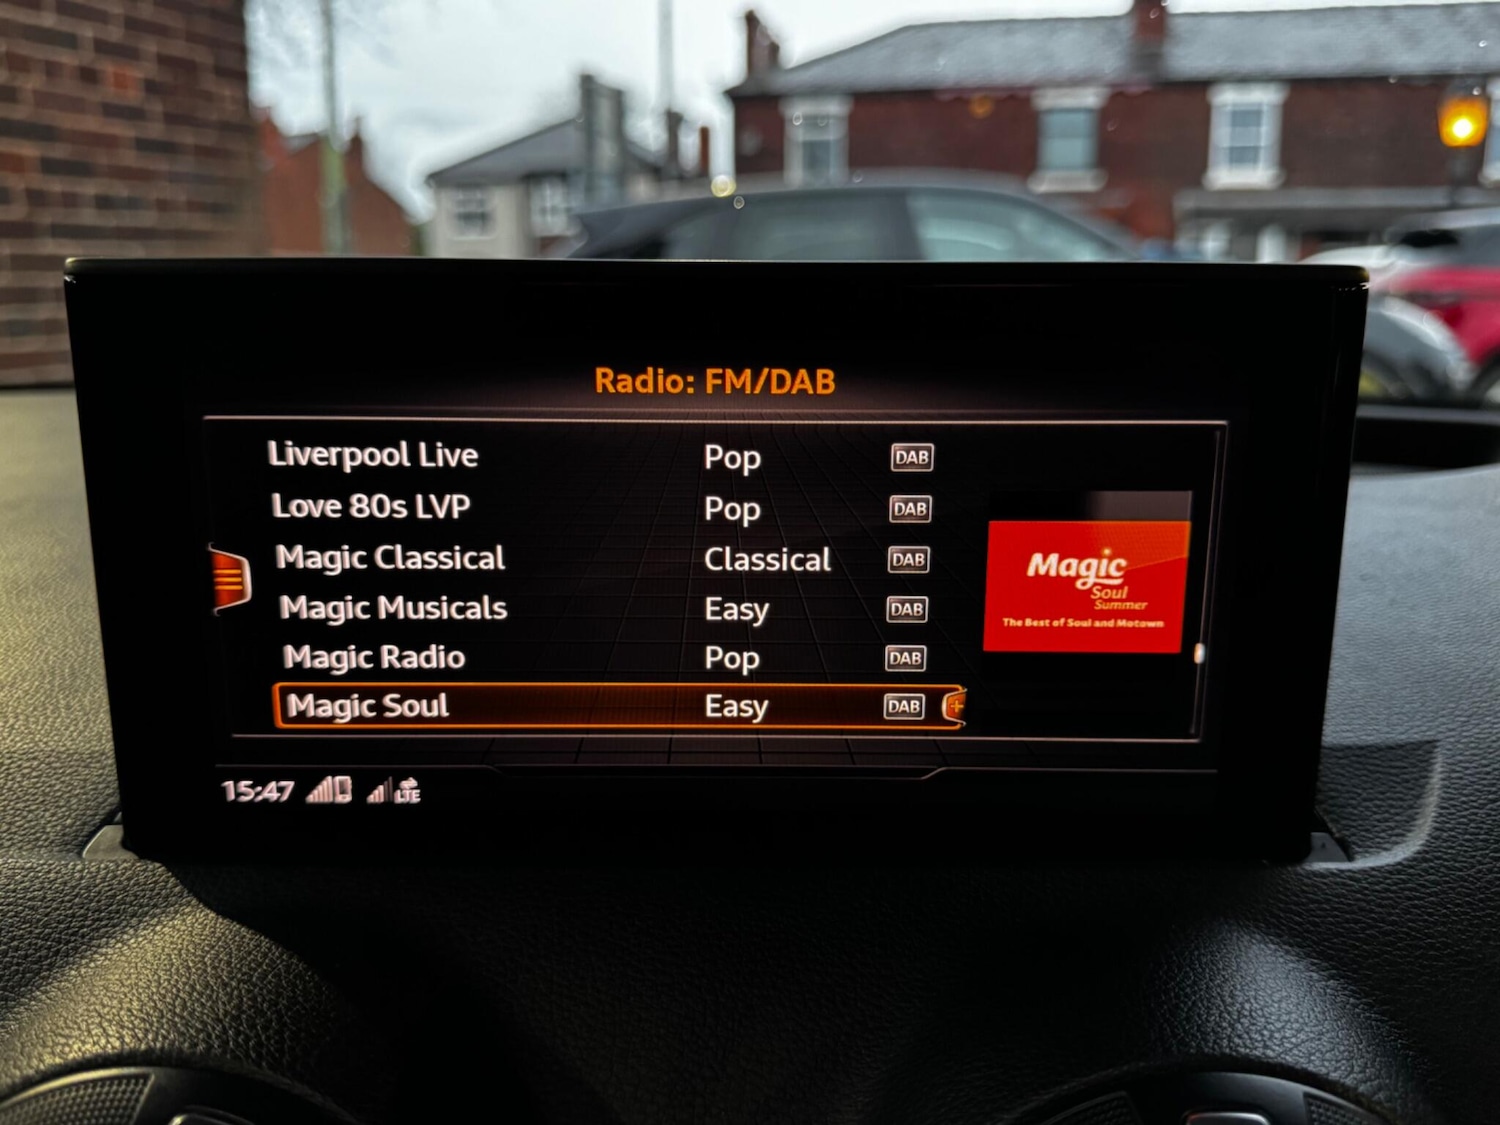 Radio: FM/DAB
Liverpool Live Pop DAB
Love 80s LVP Pop DAB
Magic Classical Classical DAB
Magic Musicals Easy DAB
Magic Radio Pop DAB
Magic Soul Easy DAB
Magic
Soul
Summer
The Best of Soul and Motown
15:47 LTE